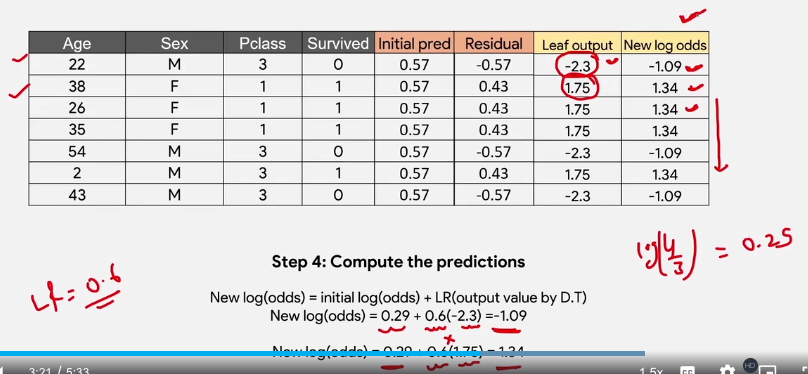 Age Sex Pclass Survived Initial pred Residual Leaf output New log odds
22 M 3 0 0.57 -0.57 -2.3 -1.09
38 F 1 1 0.57 0.43 1.75 1.34
26 F 1 1 0.57 0.43 1.75 1.34
35 F 1 1 0.57 0.43 1.75 1.34
54 M 3 0 0.57 -0.57 -2.3 -1.09
2 M 3 1 0.57 0.43 1.75 1.34
43 M 3 0 0.57 -0.57 -2.3 -1.09
log(4/3) = 0.25
Step 4: Compute the predictions
LR = 0.6
New log(odds) = initial log(odds) + LR(output value by D.T)
New log(odds) = 0.29 + 0.6(-2.3) =-1.09
New log(odds) = 0.29 + 0.6(1.75) = 1.34
3:21 / 5:33 1.5x CC HD